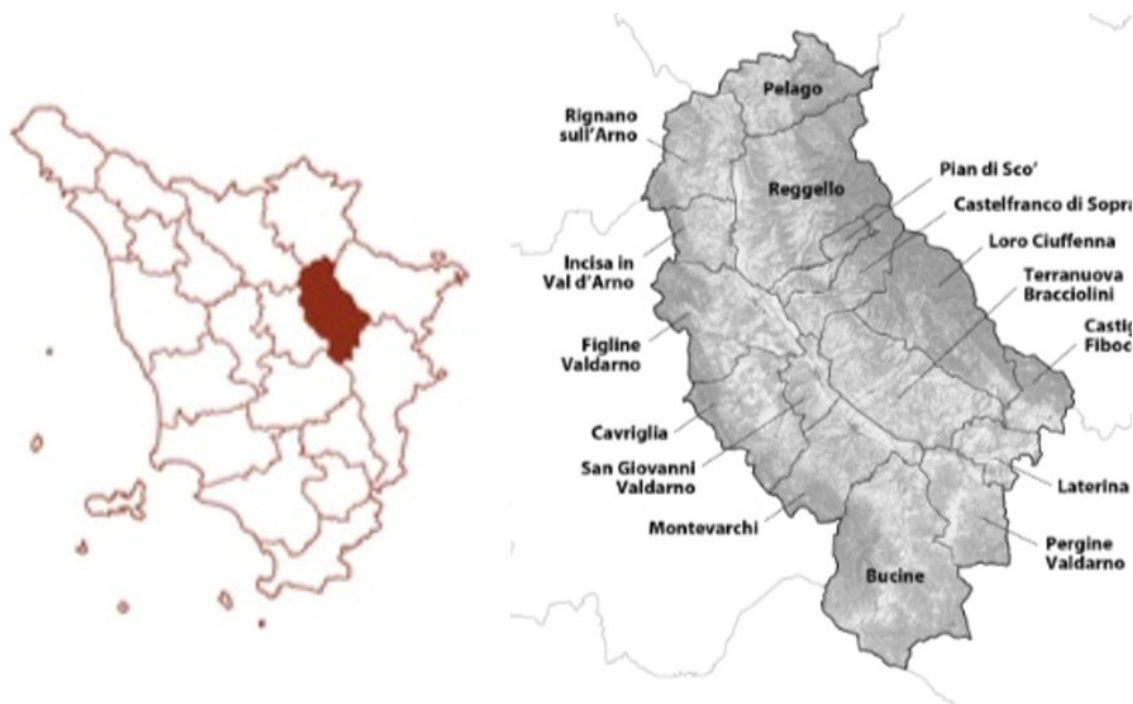 Pelago
Rignano
sull'Arno
Pian di Sco'
Reggello
Castelfranco di Sopra
Loro Ciuffenna
Incisa in
Val d'Arno
Terranuova
Bracciolini
Figline
Valdarno
Cavriglia
San Giovanni
Valdarno
Laterina
Montevarchi
Pergine
Valdarno
Bucine